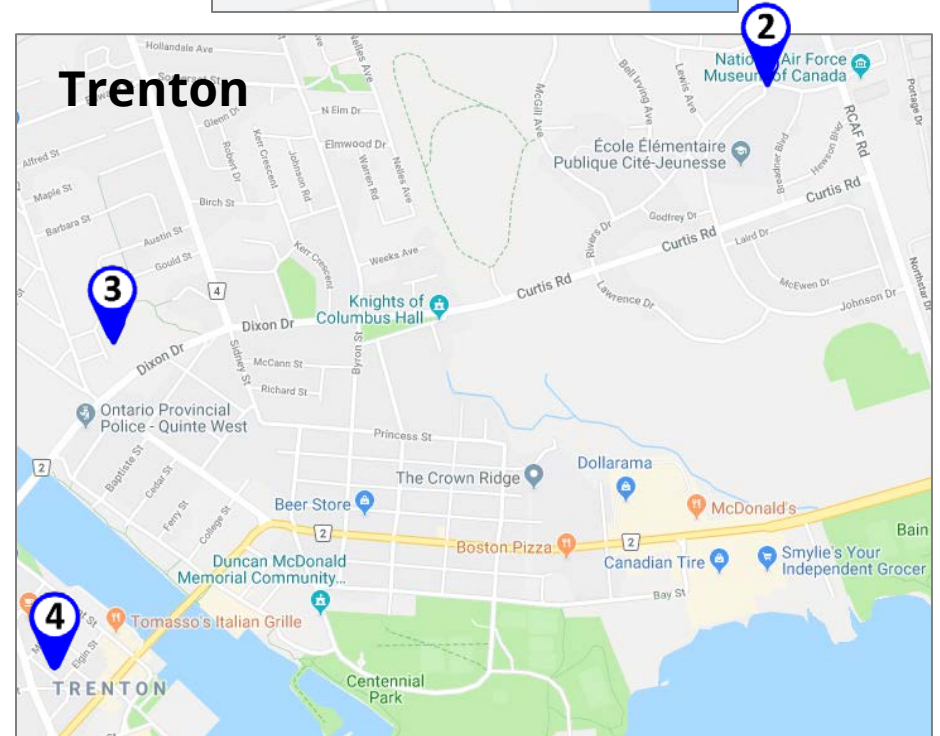 2
Hollandale Ave
Nelles Ave
Trenton
National Air Force
Museum of Canada
Portage Dr
Bell Irving Ave
Lewis Ave
McGill Ave
RCAF Rd
Glenn Dr
N Elm Dr
Kerr Crescent
Robert Dr
Johnson Rd
Elmwood Dr
Warren Rd
Nelles Ave
École Élémentaire
Publique Cité-Jeunesse
Breadner Blvd
Hewson Blvd
Alfred St
Maple St
Birch St
Curtis Rd
Barbara St
Austin St
Gould St
Godfrey Dr
Rivers Dr
Curtis Rd
Laird Dr
Kerr Crescent
Weeks Ave
Northstar Dr
3
4
Curtis Rd
Lawrence Dr
McEwen Dr
Johnson Dr
Knights of
Columbus Hall
Dixon Dr
Dixon Dr
Sidney St
Byron St
McCann St
Richard St
Ontario Provincial
Police - Quinte West
Princess St
2
Baptiste St
Cedar St
Ferry St
College St
The Crown Ridge
Dollarama
Beer Store
McDonald's
2
Boston Pizza
2
Bain
Duncan McDonald
Memorial Community...
Canadian Tire
Smylie's Your
Independent Grocer
Bay St
4
Tomasso's Italian Grille
Elgin St
TRENTON
Centennial
Park